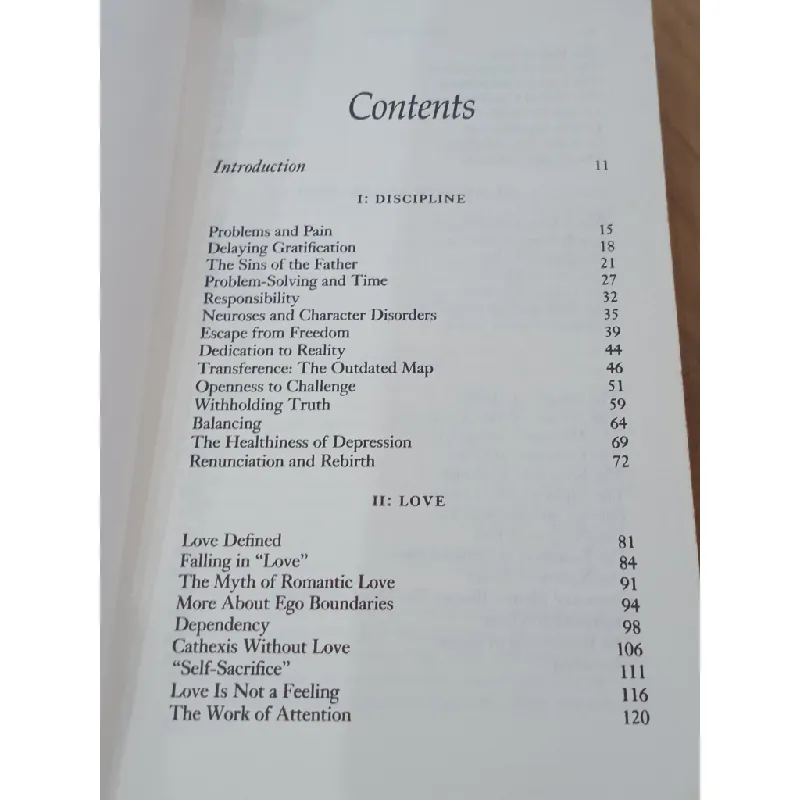 Contents
Introduction 11
I: DISCIPLINE
Problems and Pain 15
Delaying Gratification 18
The Sins of the Father 21
Problem-Solving and Time 27
Responsibility 32
Neuroses and Character Disorders 35
Escape from Freedom 39
Dedication to Reality 44
Transference: The Outdated Map 46
Openness to Challenge 51
Withholding Truth 59
Balancing 64
The Healthiness of Depression 69
Renunciation and Rebirth 72
II: LOVE
Love Defined 81
Falling in “Love” 84
The Myth of Romantic Love 91
More About Ego Boundaries 94
Dependency 98
Cathexis Without Love 106
“Self-Sacrifice” 111
Love Is Not a Feeling 116
The Work of Attention 120